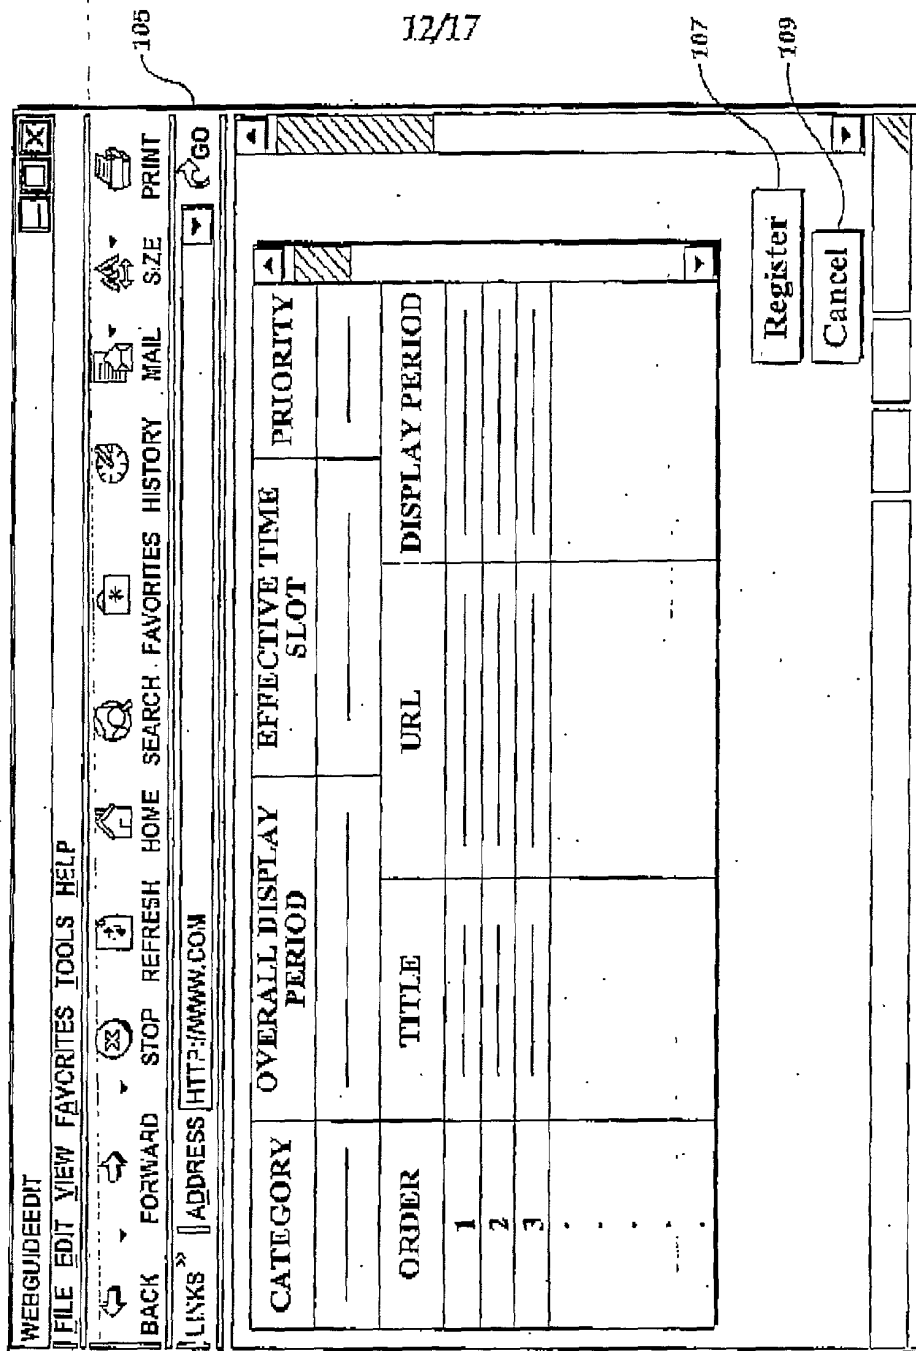 12/17
105
WEBGUIDEEDIT
FILE EDIT VIEW FAVORITES TOOLS HELP
BACK FORWARD STOP REFRESH HOME SEARCH FAVORITES HISTORY MAIL SIZE PRINT
LINKS » ADDRESS HTTP://WWW.COM GO
CATEGORY OVERALL DISPLAY PERIOD EFFECTIVE TIME SLOT PRIORITY
ORDER TITLE URL DISPLAY PERIOD
1
2
3
Register
107
Cancel
109